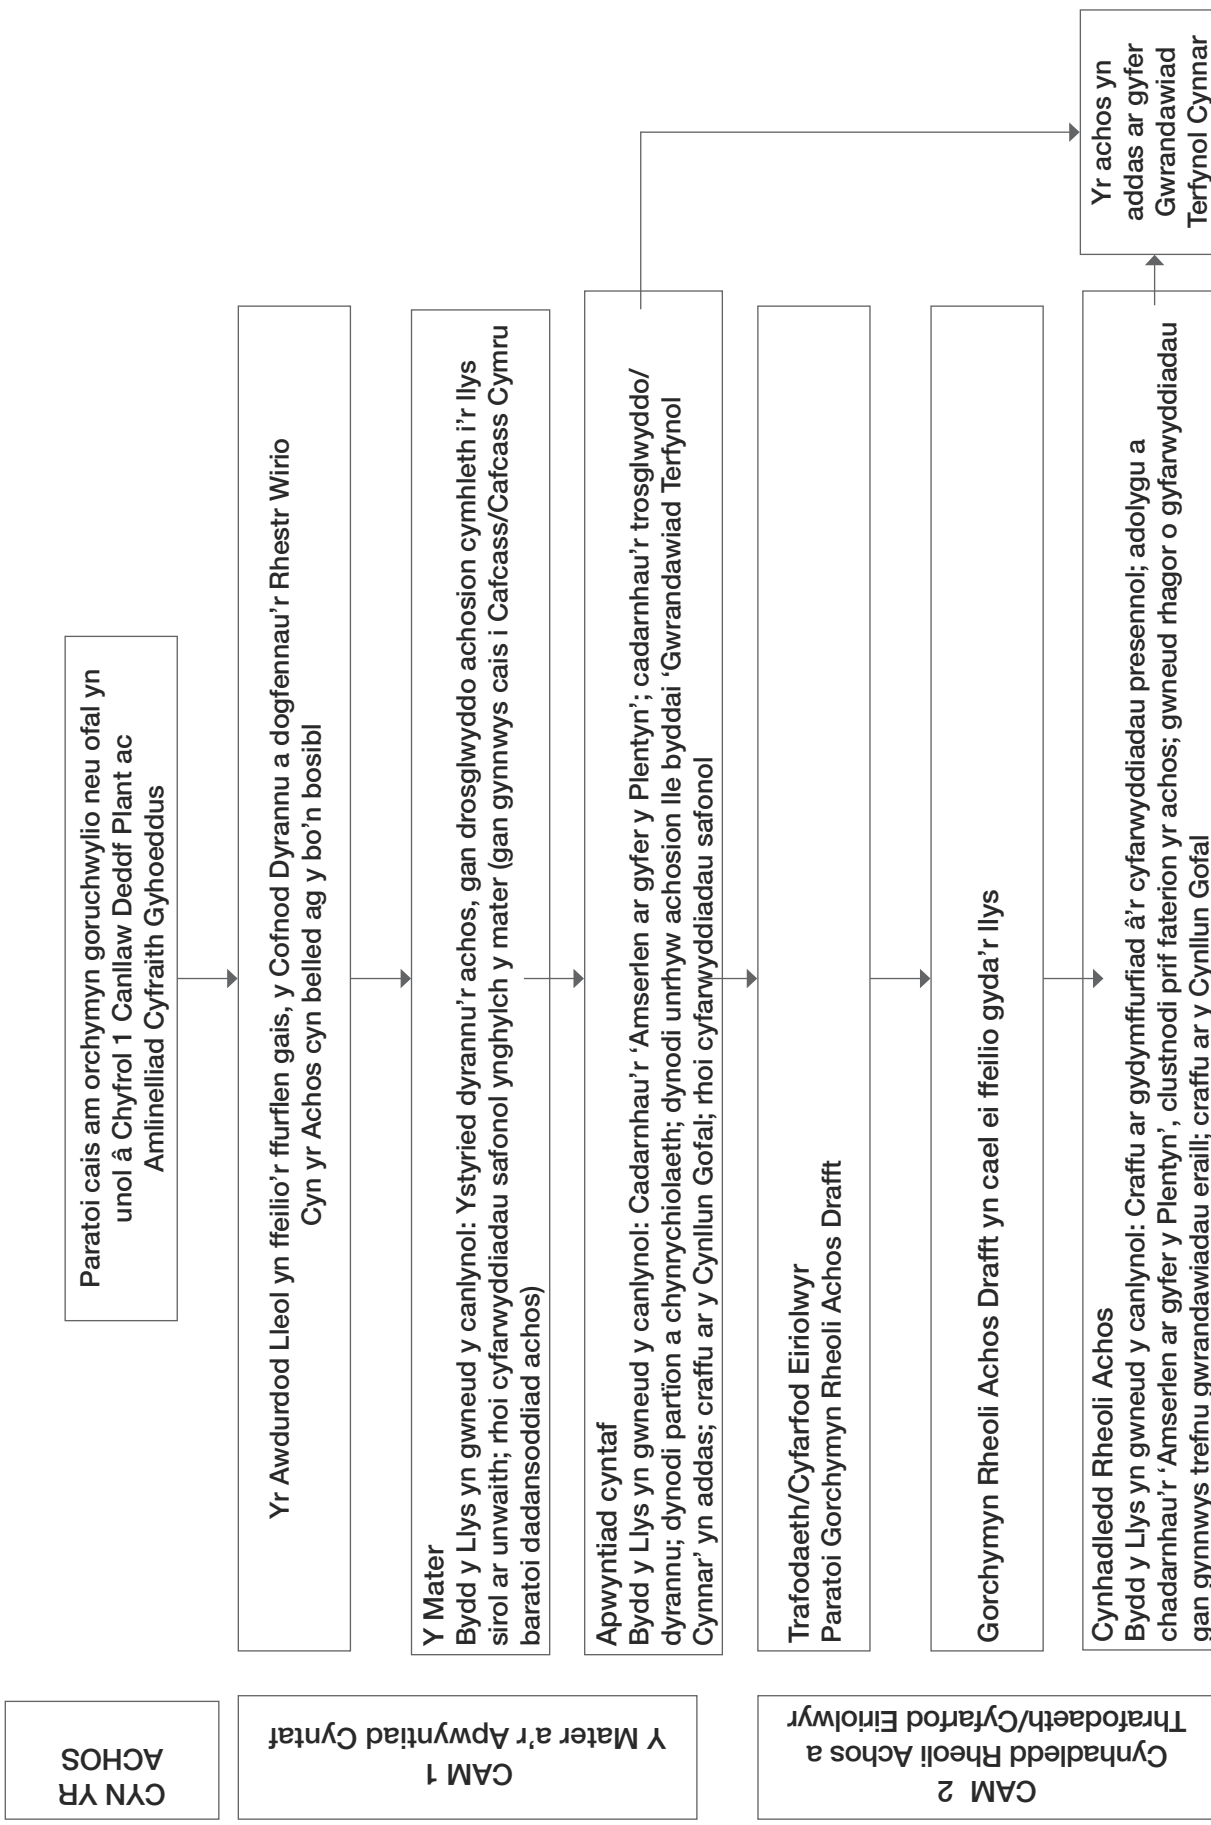 CYN YR
ACHOS
Paratoi cais am orchymyn goruchwylio neu ofal yn
unol â Chyfrol 1 Canllaw Deddf Plant ac
Amlinelliad Cyfraith Gyhoeddus
CAM 1
Y Mater a’r Apwyntiad Cyntaf
Yr Awdurdod Lleol yn ffeilio’r ffurflen gais, y Cofnod Dyrannu a dogfennau’r Rhestr Wirio
Cyn yr Achos cyn belled ag y bo’n bosibl
Y Mater
Bydd y Llys yn gwneud y canlynol: Ystyried dyrannu’r achos, gan drosglwyddo achosion cymhleth i’r llys
sirol ar unwaith; rhoi cyfarwyddiadau safonol ynghylch y mater (gan gynnwys cais i Cafcass/Cafcass Cymru
baratoi dadansoddiad achos)
Apwyntiad cyntaf
Bydd y Llys yn gwneud y canlynol: Cadarnhau’r ‘Amserlen ar gyfer y Plentyn’; cadarnhau’r trosglwyddo/
dyrannu; dynodi partïon a chynrychiolaeth; dynodi unrhyw achosion lle byddai ‘Gwrandawiad Terfynol
Cynnar’ yn addas; craffu ar y Cynllun Gofal; rhoi cyfarwyddiadau safonol
CAM 2
Cynhadledd Rheoli Achos a
Thrafodaeth/Cyfarfod Eiriolwyr
Trafodaeth/Cyfarfod Eiriolwyr
Paratoi Gorchymyn Rheoli Achos Drafft
Gorchymyn Rheoli Achos Drafft yn cael ei ffeilio gyda’r llys
Cynhadledd Rheoli Achos
Bydd y Llys yn gwneud y canlynol: Craffu ar gydymffurfiad â’r cyfarwyddiadau presennol; adolygu a
chadarnhau’r ‘Amserlen ar gyfer y Plentyn’, clustnodi prif faterion yr achos; gwneud rhagor o gyfarwyddiadau
gan gynnwys trefnu gwrandawiadau eraill; craffu ar y Cynllun Gofal
Yr achos yn
addas ar gyfer
Gwrandawiad
Terfynol Cynnar